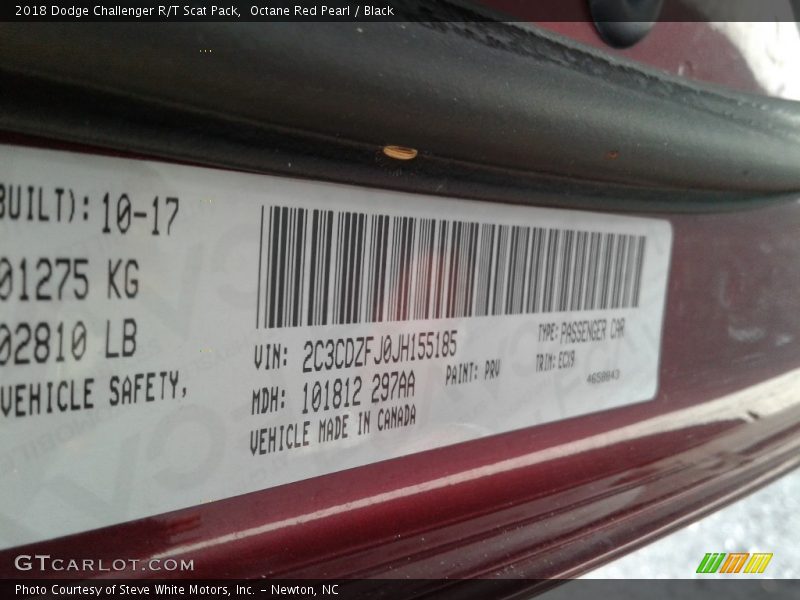 2018 Dodge Challenger R/T Scat Pack,  Octane Red Pearl / Black
BUILT): 10-17
01275 KG
02810 LB
VEHICLE SAFETY,
VIN: 2C3CDZFJ0JH155185
TYPE: PASSENGER CAR
MDH: 101812 297AA
PAINT: PRV
TRIM: ECX9
4658043
VEHICLE MADE IN CANADA
GTCARLOT.COM
Photo Courtesy of Steve White Motors, Inc. – Newton, NC